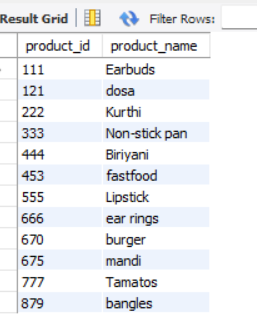 Result Grid Filter Rows:
product_id product_name
111 Earbuds
121 dosa
222 Kurthi
333 Non-stick pan
444 Biriyani
453 fastfood
555 Lipstick
666 ear rings
670 burger
675 mandi
777 Tamatos
879 bangles